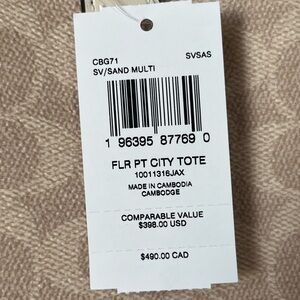 CBG71
SV/SAND MULTI SVSAS
1 96395 87769 0
FLR PT CITY TOTE
10011316JAX
MADE IN CAMBODIA
CAMBODGE
COMPARABLE VALUE
$398.00 USD
$490.00 CAD